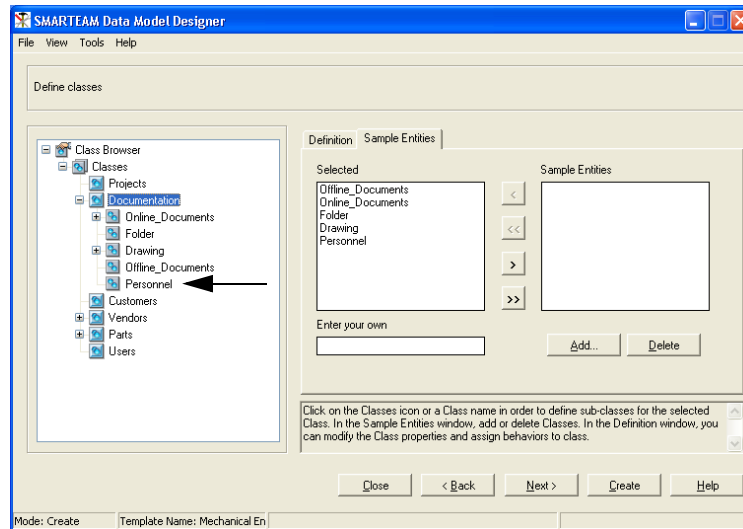 SMARTEAM Data Model Designer
File View Tools Help
Define classes
Class Browser
Classes
Projects
Documentation
Online_Documents
Folder
Drawing
Offline_Documents
Personnel
Customers
Vendors
Parts
Users
Definition Sample Entities
Selected
Offline_Documents
Online_Documents
Folder
Drawing
Personnel
<
<<
>
>>
Sample Entities
Enter your own
Add... Delete
Click on the Classes icon or a Class name in order to define sub-classes for the selected
Class. In the Sample Entities window, add or delete Classes. In the Definition window, you
can modify the Class properties and assign behaviors to class.
Close < Back Next > Create Help
Mode: Create Template Name: Mechanical En